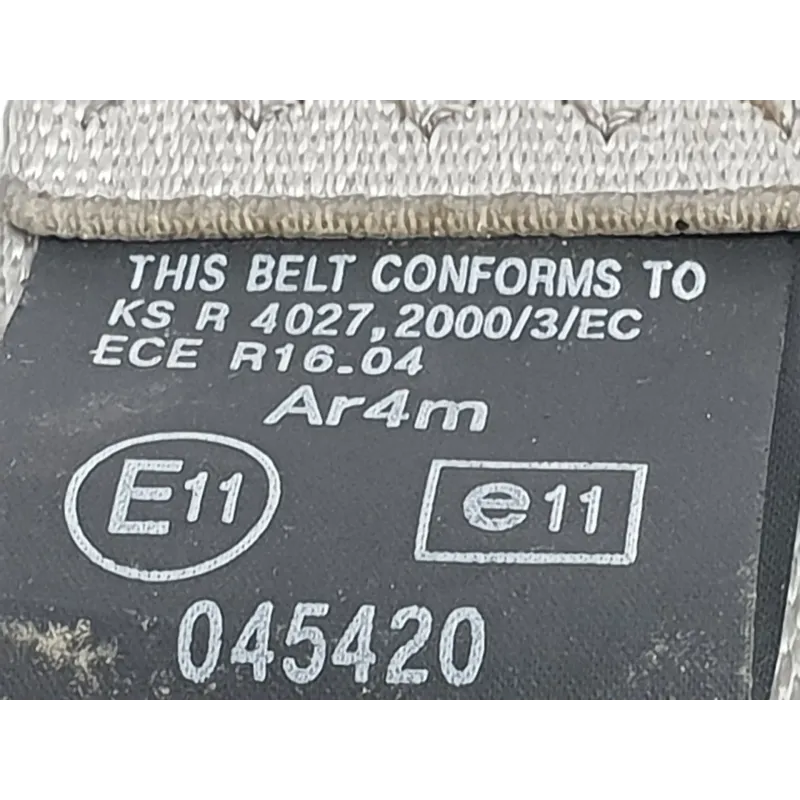 THIS BELT CONFORMS TO
KS R 4027,2000/3/EC
ECE R16-04
Ar4m
E11 e11
045420